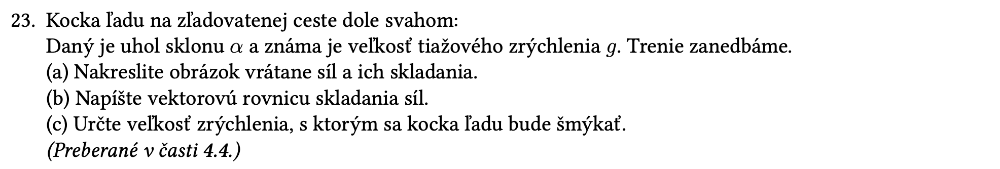 23. Kocka ľadu na zľadovatenej ceste dole svahom:
Daný je uhol sklonu α a známa je veľkosť tiažového zrýchlenia g. Trenie zanedbáme.
(a) Nakreslite obrázok vrátane síl a ich skladania.
(b) Napíšte vektorovú rovnicu skladania síl.
(c) Určte veľkosť zrýchlenia, s ktorým sa kocka ľadu bude šmýkať.
(Preberané v časti 4.4.)